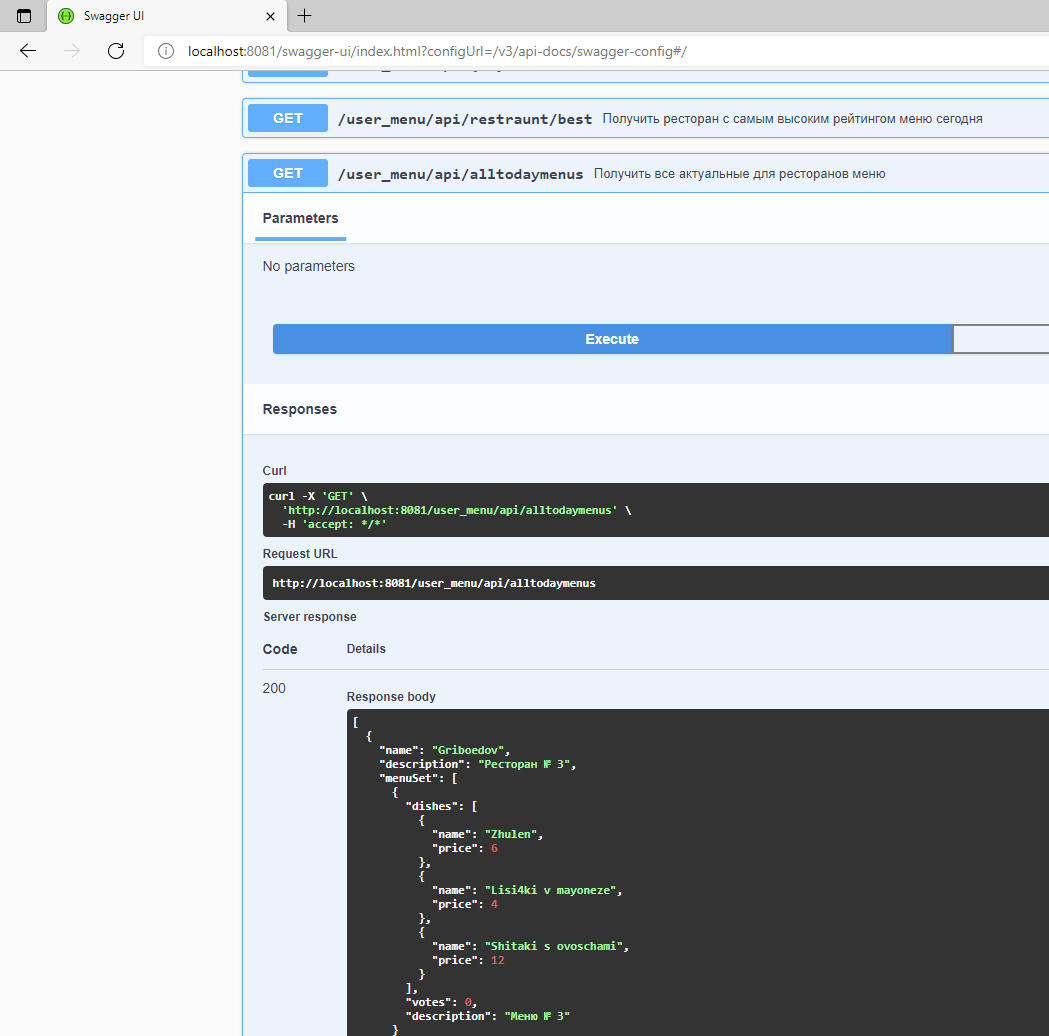 Swagger UI
localhost:8081/swagger-ui/index.html?configUrl=/v3/api-docs/swagger-config#/
GET /user_menu/api/restraunt/best Получить ресторан с самым высоким рейтингом меню сегодня
GET /user_menu/api/alltodaymenus Получить все актуальные для ресторанов меню
Parameters
No parameters
Execute
Responses
Curl
curl -X 'GET' \
  'http://localhost:8081/user_menu/api/alltodaymenus' \
  -H 'accept: */*'
Request URL
http://localhost:8081/user_menu/api/alltodaymenus
Server response
Code Details
200
Response body
[
  {
    "name": "Griboedov",
    "description": "Ресторан № 3",
    "menuSet": [
      {
        "dishes": [
          {
            "name": "Zhulen",
            "price": 6
          },
          {
            "name": "Lisi4ki v mayoneze",
            "price": 4
          },
          {
            "name": "Shitaki s ovoschami",
            "price": 12
          }
        ],
        "votes": 0,
        "description": "Меню № 3"
      }